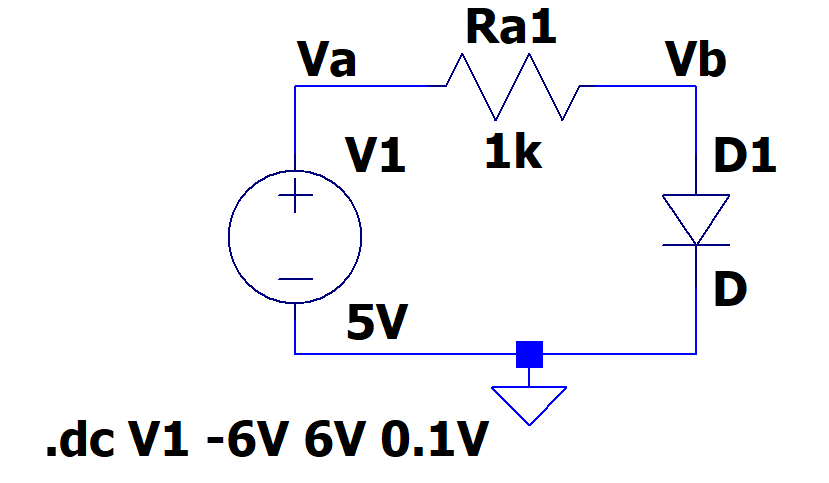 Ra1
Va
Vb
V1
1k
D1
D
5V
.dc V1 -6V 6V 0.1V